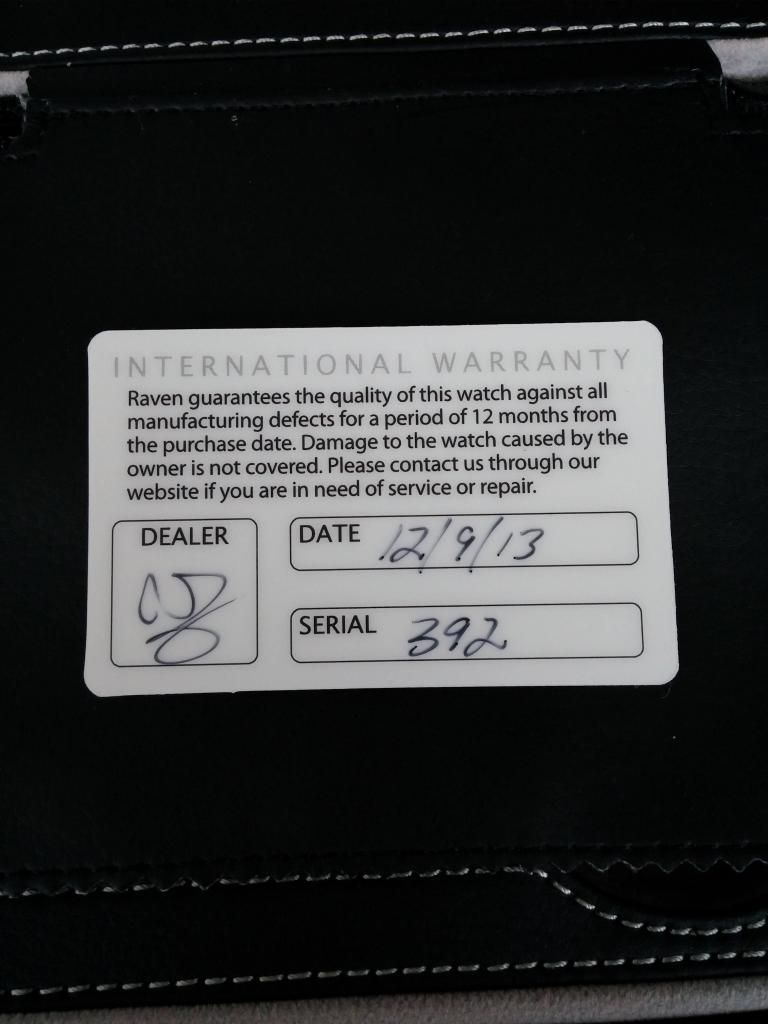 INTERNATIONAL WARRANTY
Raven guarantees the quality of this watch against all
manufacturing defects for a period of 12 months from
the purchase date. Damage to the watch caused by the
owner is not covered. Please contact us through our
website if you are in need of service or repair.
DEALER
DATE 12/9/13
SERIAL 392